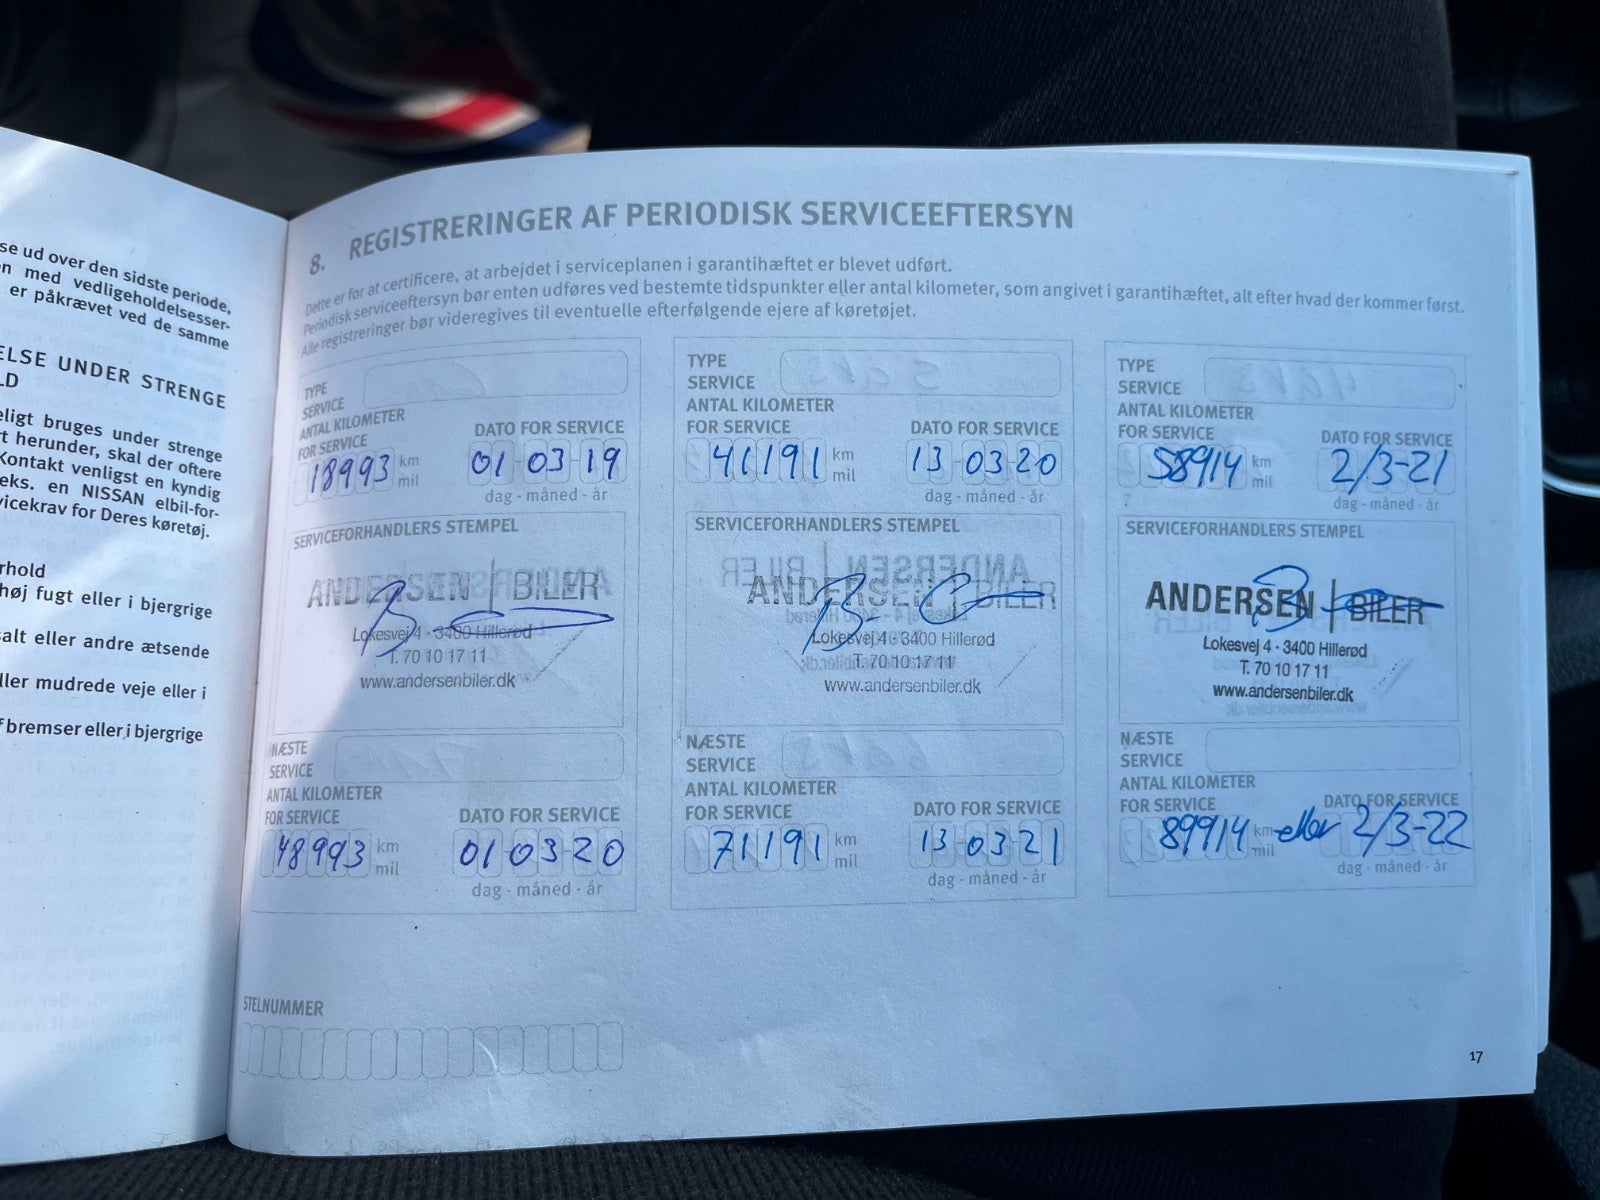 se ud over den sidste periode,
n med vedligeholdelsesser-
er påkrævet ved de samme
ELSE UNDER STRENGE
LD
eligt bruges under strenge
rt herunder, skal der oftere
Kontakt venligst en kyndig
eks. en NISSAN elbil-for-
vicekrav for Deres køretøj.
rhold
høj fugt eller i bjergrige
salt eller andre ætsende
ller mudrede veje eller i
f bremser eller i bjergrige
8. REGISTRERINGER AF PERIODISK SERVICEEFTERSYN
Dette er for at certificere, at arbejdet i serviceplanen i garantihæftet er blevet udført.
Periodisk serviceeftersyn bør enten udføres ved bestemte tidspunkter eller antal kilometer, som angivet i garantihæftet, alt efter hvad der kommer først.
Alle registreringer bør videregives til eventuelle efterfølgende ejere af køretøjet.
TYPE
SERVICE
ANTAL KILOMETER
FOR SERVICE
DATO FOR SERVICE
18993 km
mil
01-03-19
dag - måned - år
SERVICEFORHANDLERS STEMPEL
ANDERSEN | BILER
Lokesvej 4 · 3400 Hillerød
T. 70 10 17 11
www.andersenbiler.dk
NÆSTE
SERVICE
ANTAL KILOMETER
FOR SERVICE
DATO FOR SERVICE
48993 km
mil
01 03-20
dag - måned - år
TYPE
SERVICE
ANTAL KILOMETER
FOR SERVICE
DATO FOR SERVICE
41191 km
mil
13-03-20
dag - måned - år
SERVICEFORHANDLERS STEMPEL
ANDERSEN | BILER
Lokesvej 4 · 3400 Hillerød
T. 70 10 17 11
www.andersenbiler.dk
NÆSTE
SERVICE
ANTAL KILOMETER
FOR SERVICE
DATO FOR SERVICE
71191 km
mil
13-03-21
dag - måned - år
TYPE
SERVICE
ANTAL KILOMETER
FOR SERVICE
DATO FOR SERVICE
58914 km
mil
2/3-21
dag - måned - år
SERVICEFORHANDLERS STEMPEL
ANDERSEN | BILER
Lokesvej 4 · 3400 Hillerød
T. 70 10 17 11
www.andersenbiler.dk
NÆSTE
SERVICE
ANTAL KILOMETER
FOR SERVICE
DATO FOR SERVICE
89914 km eller 2/3-22
mil
dag - måned - år
STELNUMMER
17